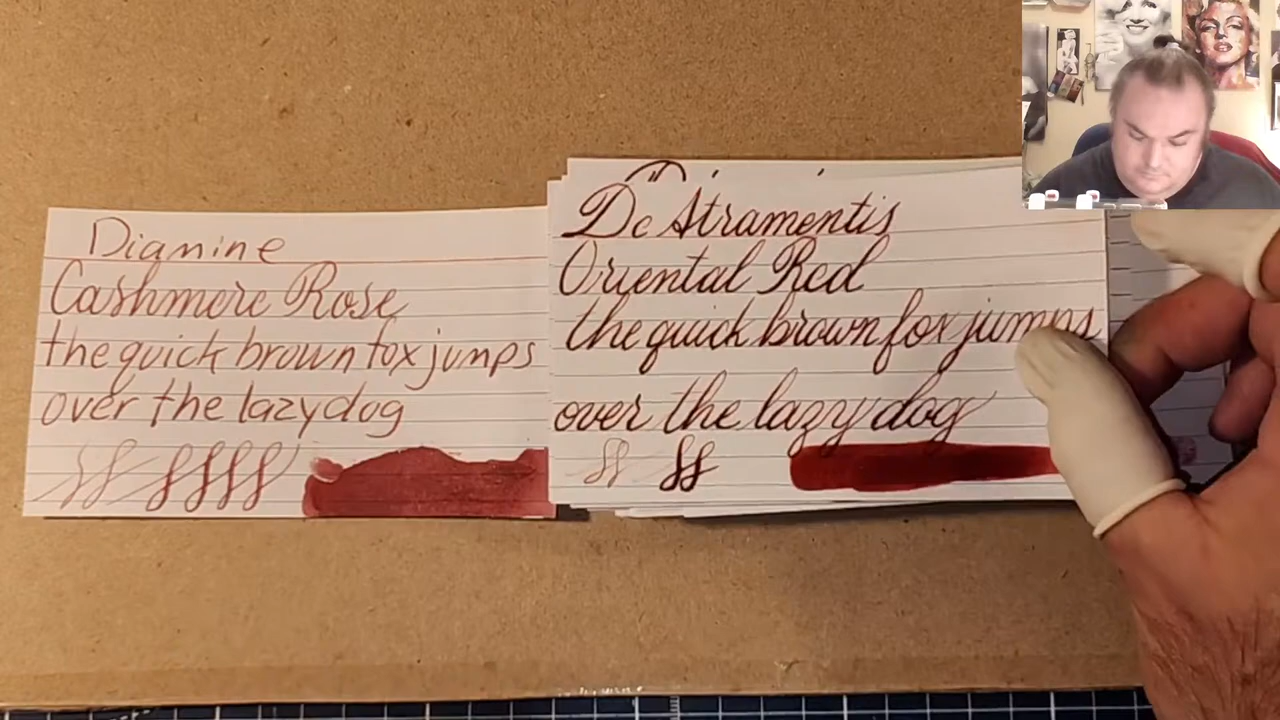 Diamine
Cashmere Rose
the quick brown fox jumps
over the lazy dog
De Atramentis
Oriental Red
the quick brown fox jumps
over the lazy dog